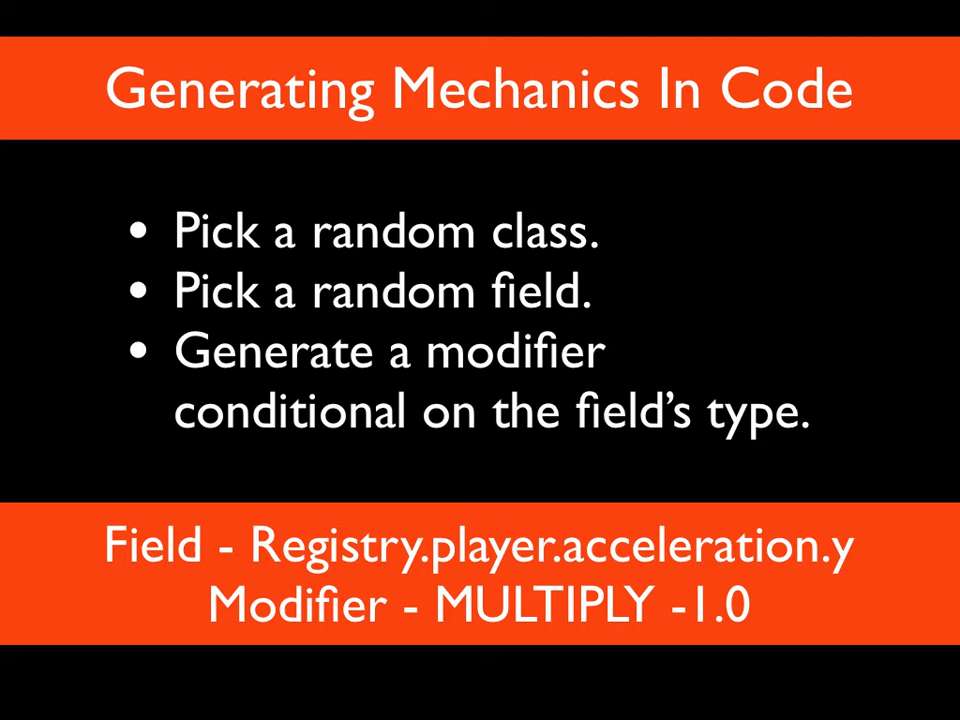 Generating Mechanics In Code
• Pick a random class.
• Pick a random field.
• Generate a modifier
conditional on the field’s type.
Field - Registry.player.acceleration.y
Modifier - MULTIPLY -1.0